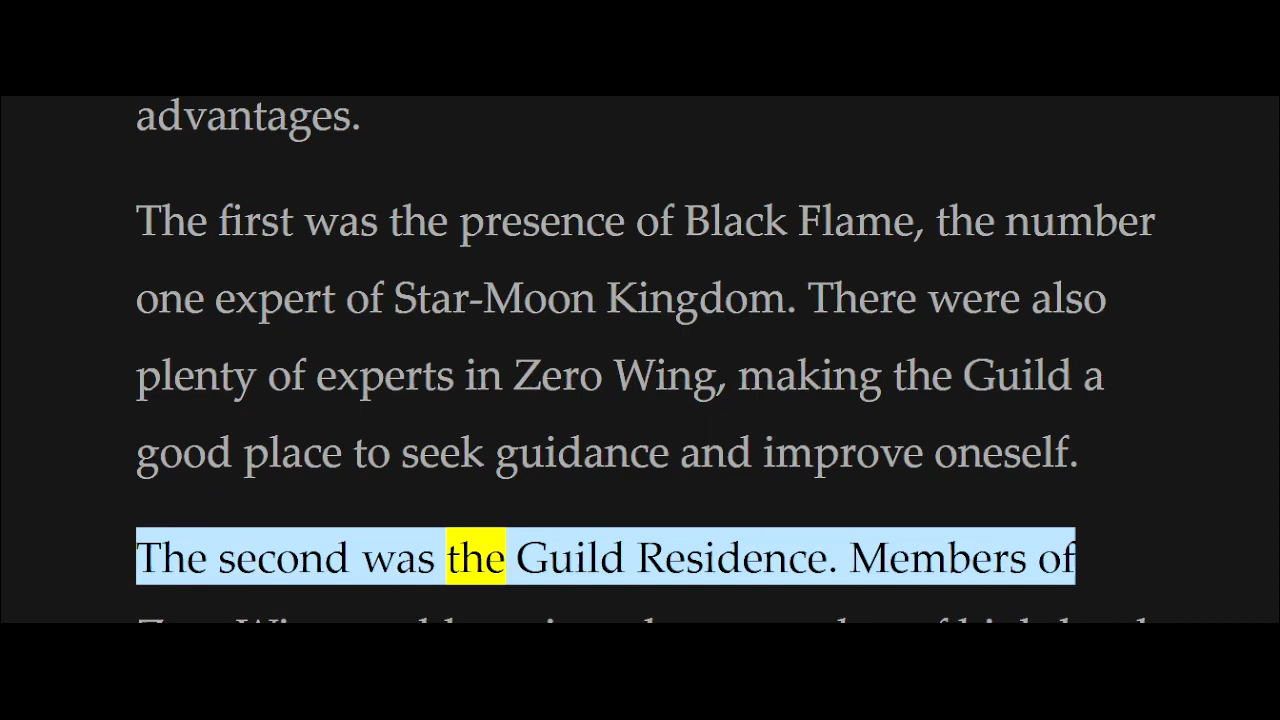 advantages.
The first was the presence of Black Flame, the number
one expert of Star-Moon Kingdom. There were also
plenty of experts in Zero Wing, making the Guild a
good place to seek guidance and improve oneself.
The second was the Guild Residence. Members of